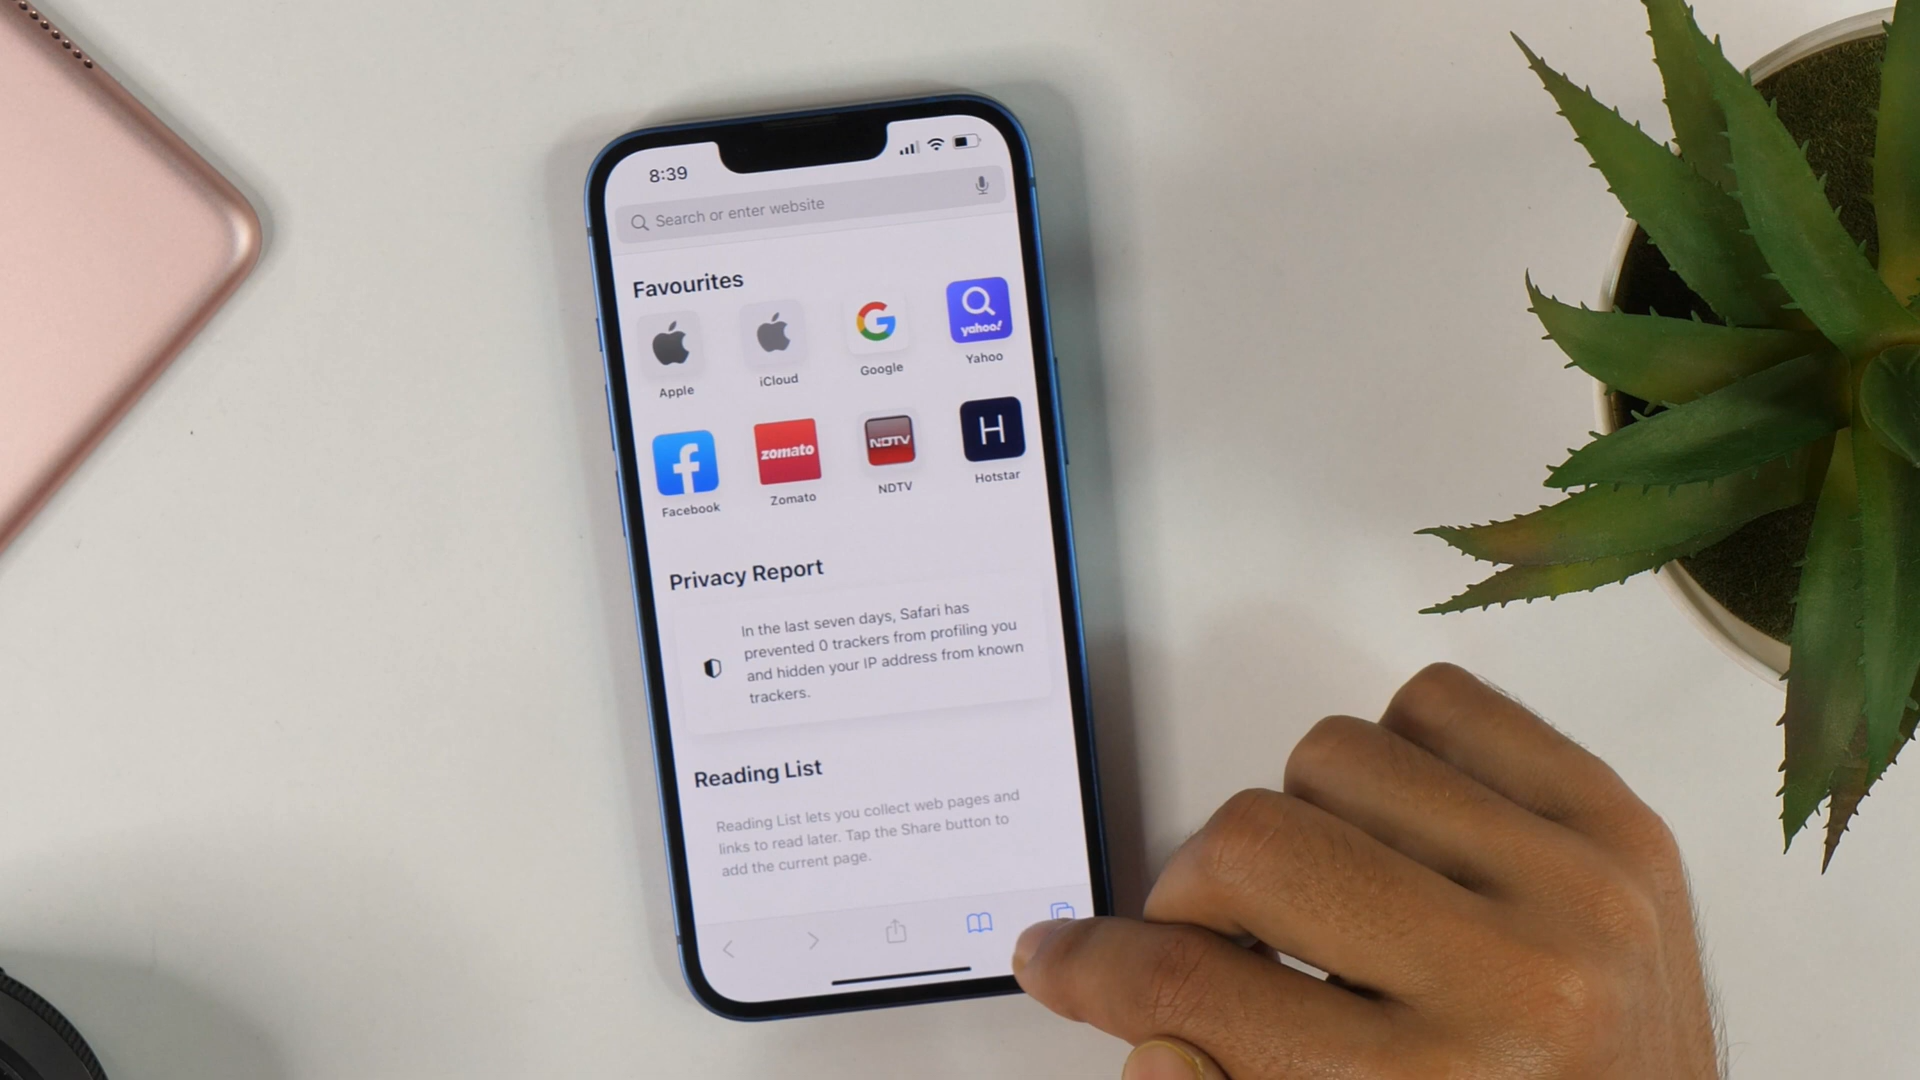 8:39
Search or enter website
Favourites
yahoo!
Apple
iCloud
Google
Yahoo
zomato
NDTV
H
Facebook
Zomato
NDTV
Hotstar
Privacy Report
In the last seven days, Safari has
prevented 0 trackers from profiling you
and hidden your IP address from known
trackers.
Reading List
Reading List lets you collect web pages and
links to read later. Tap the Share button to
add the current page.